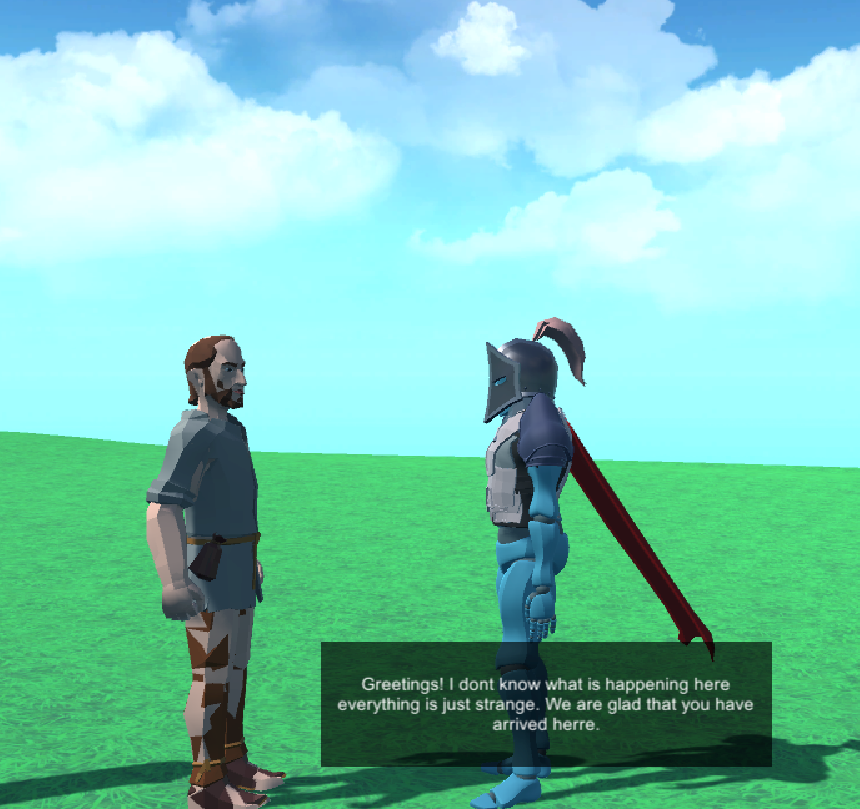 Greetings! I dont know what is happening here
everything is just strange. We are glad that you have
arrived herre.